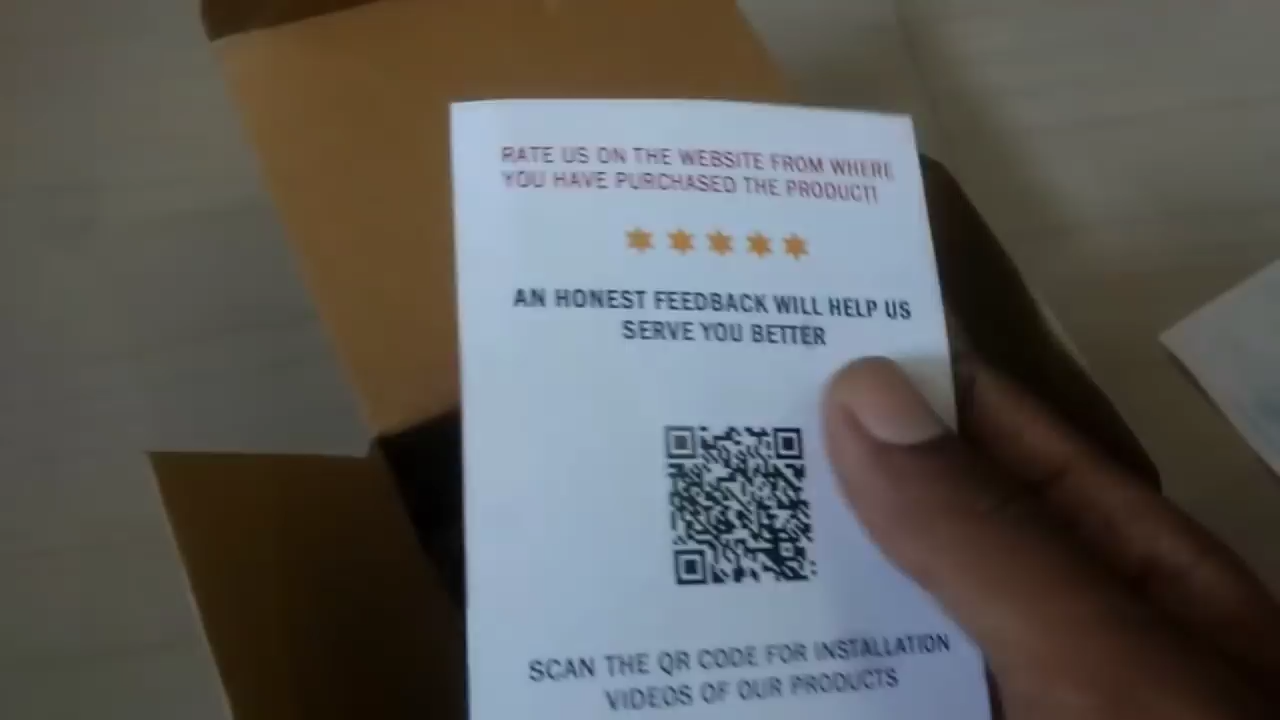 RATE US ON THE WEBSITE FROM WHERE
YOU HAVE PURCHASED THE PRODUCT!
AN HONEST FEEDBACK WILL HELP US
SERVE YOU BETTER
SCAN THE QR CODE FOR INSTALLATION
VIDEOS OF OUR PRODUCTS